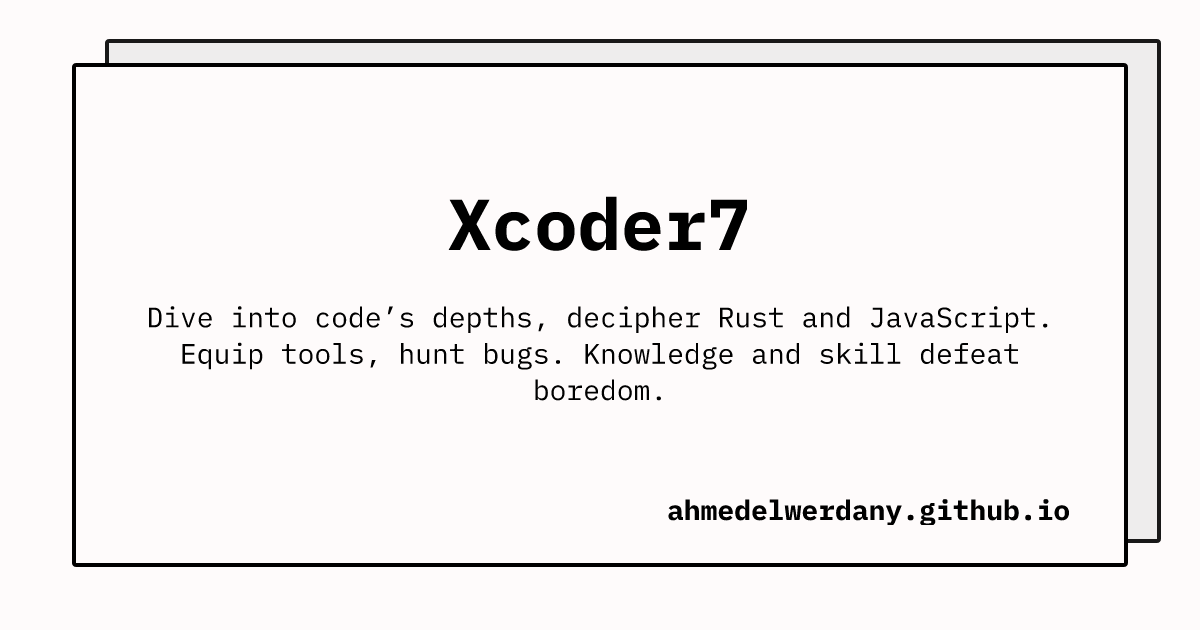 Xcoder7
Dive into code’s depths, decipher Rust and JavaScript.
Equip tools, hunt bugs. Knowledge and skill defeat
boredom.
ahmedelwerdany.github.io